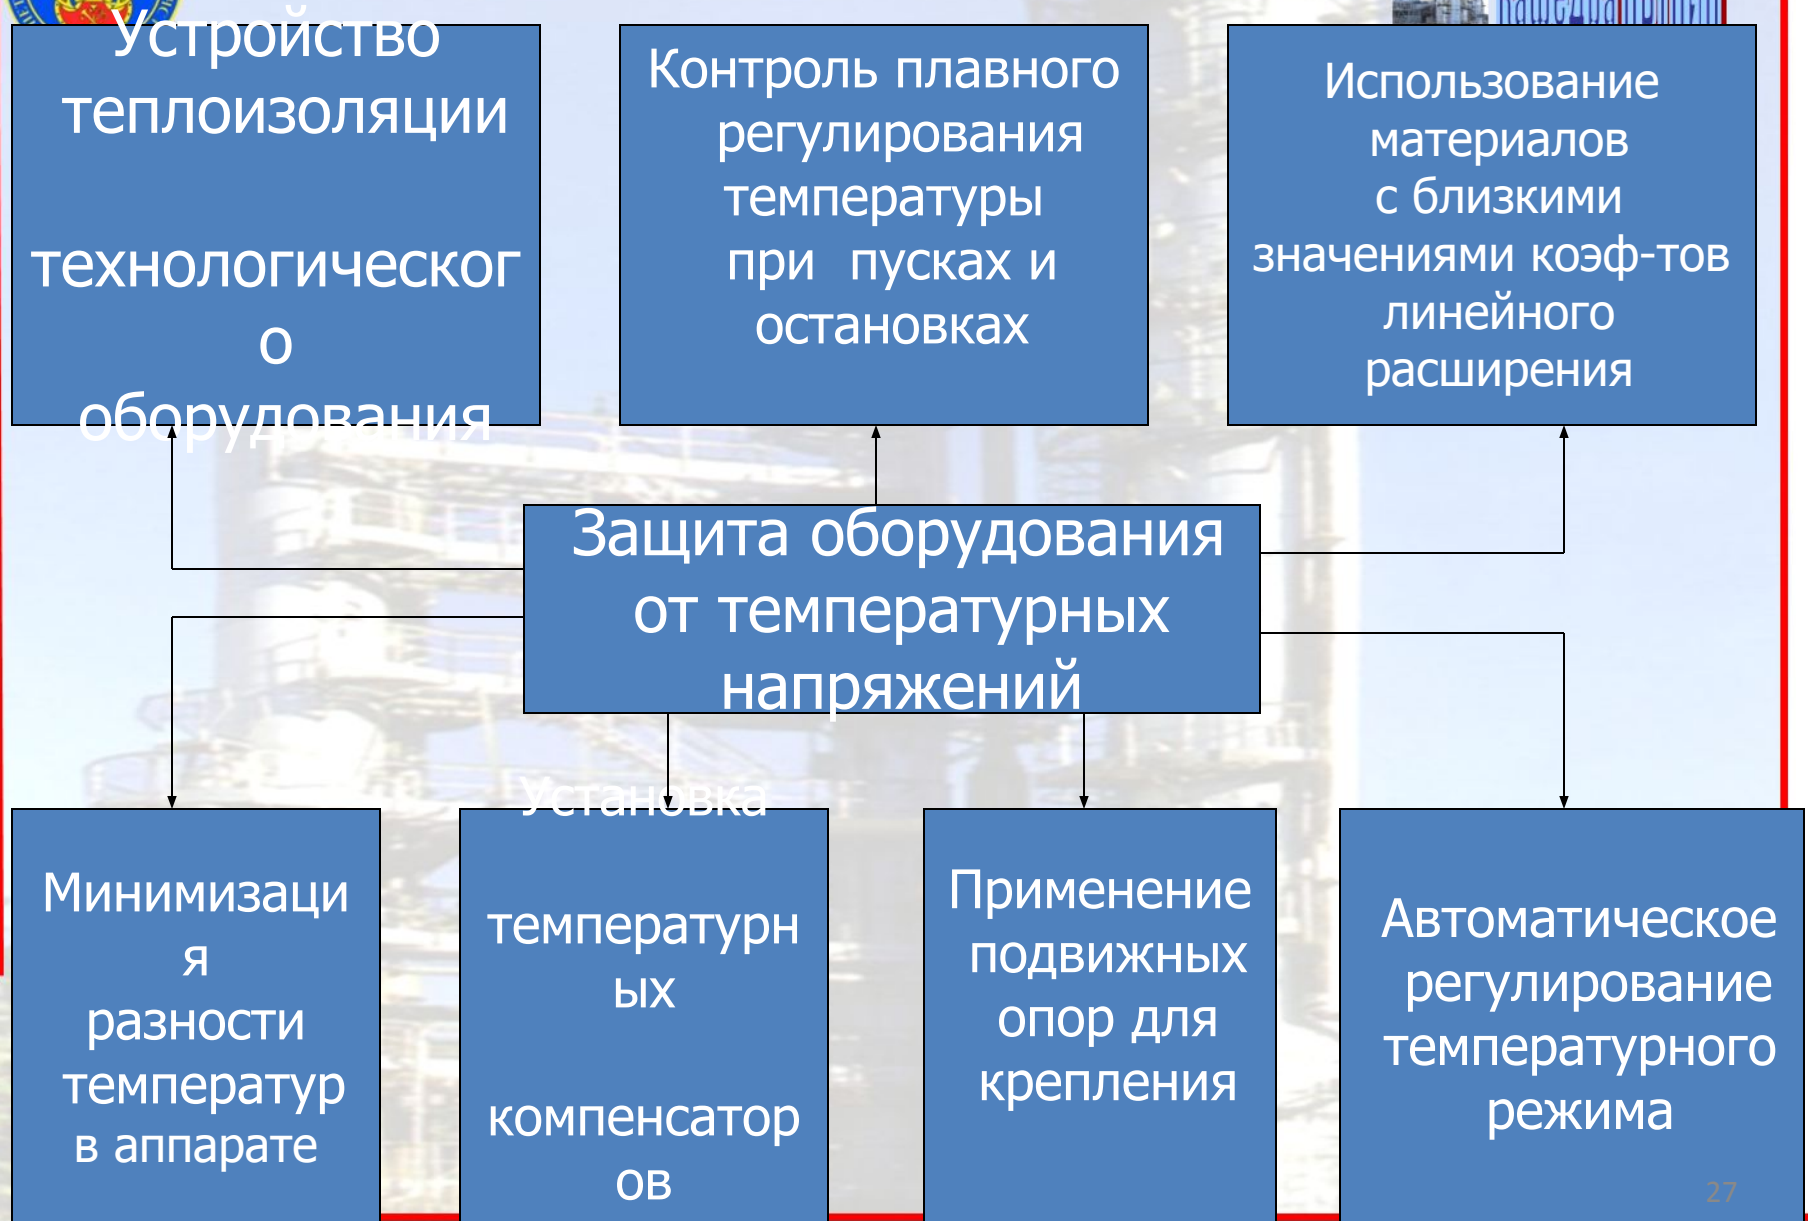 Устройство
теплоизоляции
технологическог
о
оборудования
Контроль плавного
регулирования
температуры
при пусках и
остановках
Использование
материалов
с близкими
значениями коэф-тов
линейного
расширения
Защита оборудования
от температурных
напряжений
Минимизаци
я
разности
температур
в аппарате
Установка
температурн
ых
компенсатор
ов
Применение
подвижных
опор для
крепления
Автоматическое
регулирование
температурного
режима
27